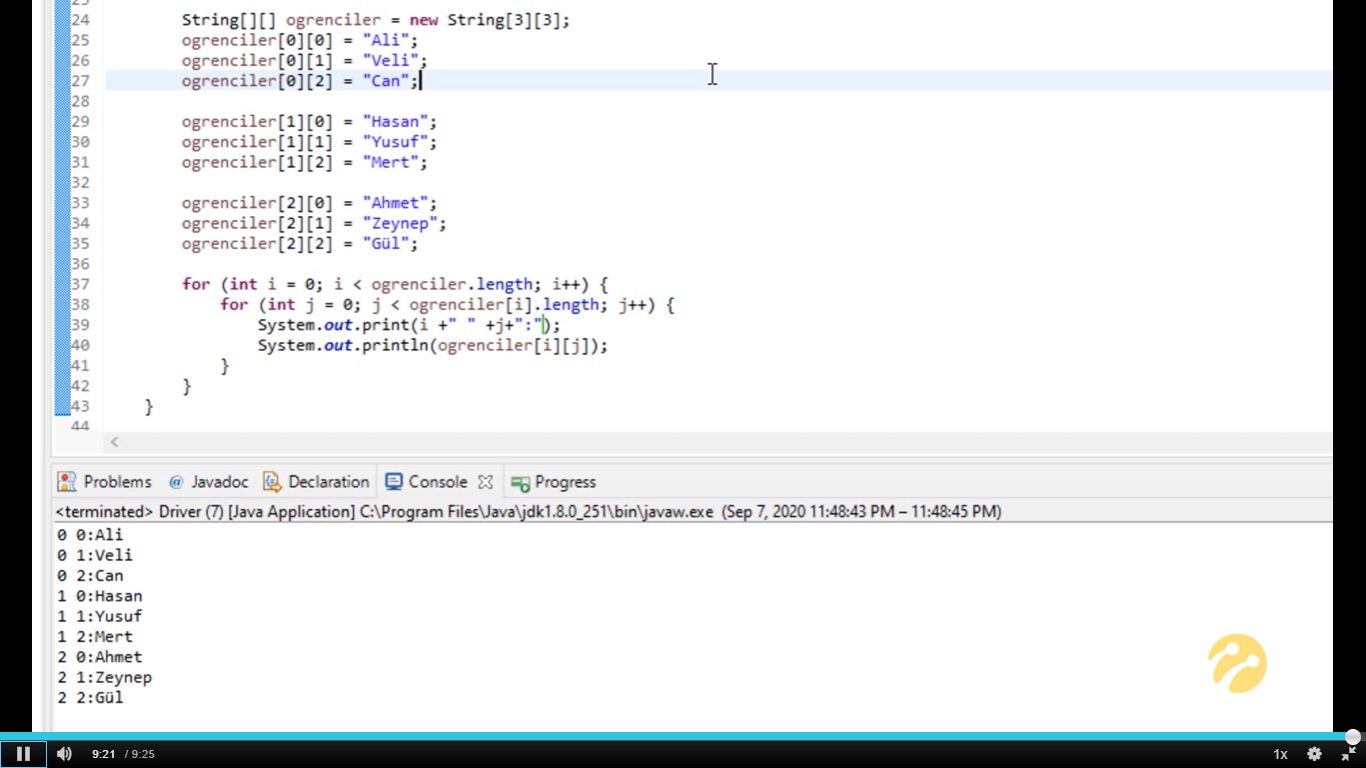 23
24 String[][] ogrenciler = new String[3][3];
25 ogrenciler[0][0] = "Ali";
26 ogrenciler[0][1] = "Veli";
27 ogrenciler[0][2] = "Can";
28
29 ogrenciler[1][0] = "Hasan";
30 ogrenciler[1][1] = "Yusuf";
31 ogrenciler[1][2] = "Mert";
32
33 ogrenciler[2][0] = "Ahmet";
34 ogrenciler[2][1] = "Zeynep";
35 ogrenciler[2][2] = "Gül";
36
37 for (int i = 0; i < ogrenciler.length; i++) {
38 for (int j = 0; j < ogrenciler[i].length; j++) {
39 System.out.print(i +" " +j+":");
40 System.out.println(ogrenciler[i][j]);
41 }
42 }
43 }
44
Problems @ Javadoc Declaration Console Progress
<terminated> Driver (7) [Java Application] C:\Program Files\Java\jdk1.8.0_251\bin\javaw.exe (Sep 7, 2020 11:48:43 PM – 11:48:45 PM)
0 0:Ali
0 1:Veli
0 2:Can
1 0:Hasan
1 1:Yusuf
1 2:Mert
2 0:Ahmet
2 1:Zeynep
2 2:Gül
9:21 / 9:25 1x